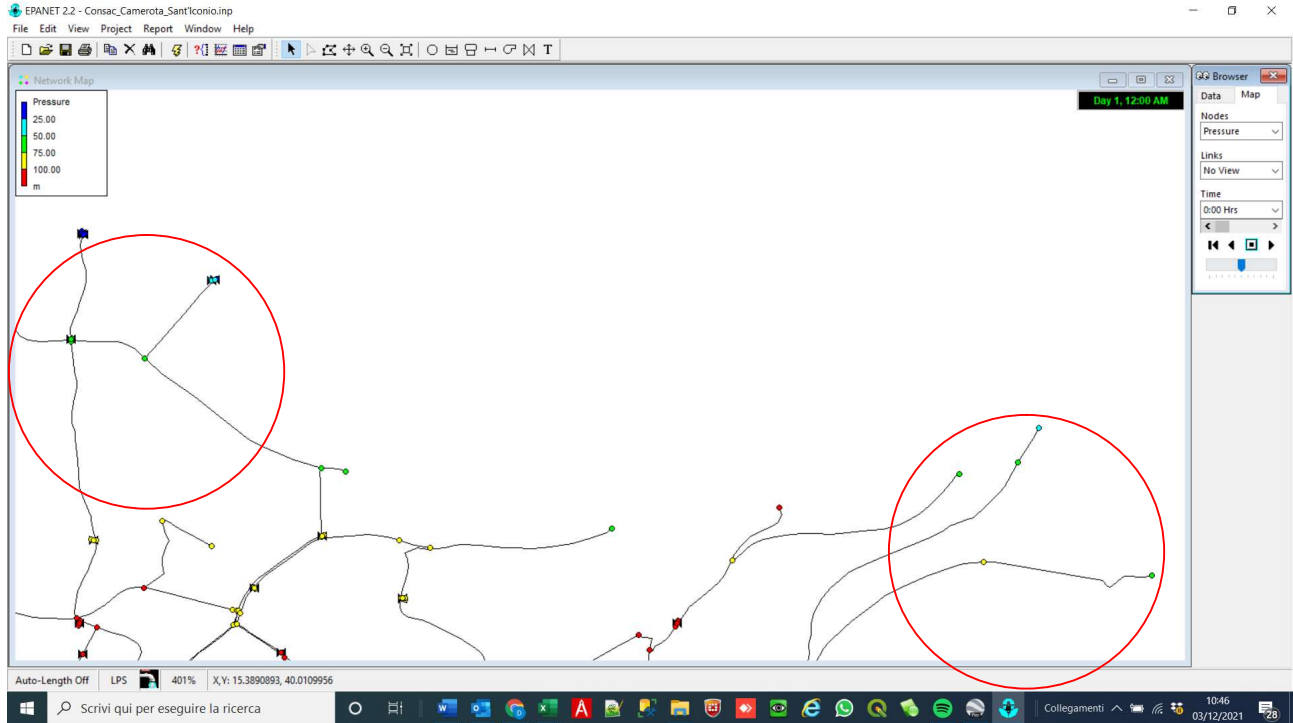 EPANET 2.2 - Consac_Camerota_Sant'Iconio.inp
File Edit View Project Report Window Help
T
Network Map
Pressure
25.00
50.00
75.00
100.00
m
Day 1, 12:00 AM
Browser
Data Map
Nodes
Pressure
Links
No View
Time
0:00 Hrs
Auto-Length Off LPS 401% X,Y: 15.3890893, 40.0109956
Scrivi qui per eseguire la ricerca
Collegamenti
10:46
03/12/2021
28